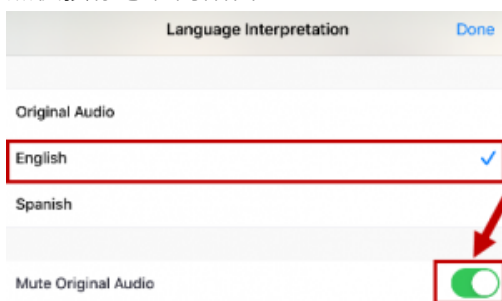 Language Interpretation Done
Original Audio
English
Spanish
Mute Original Audio